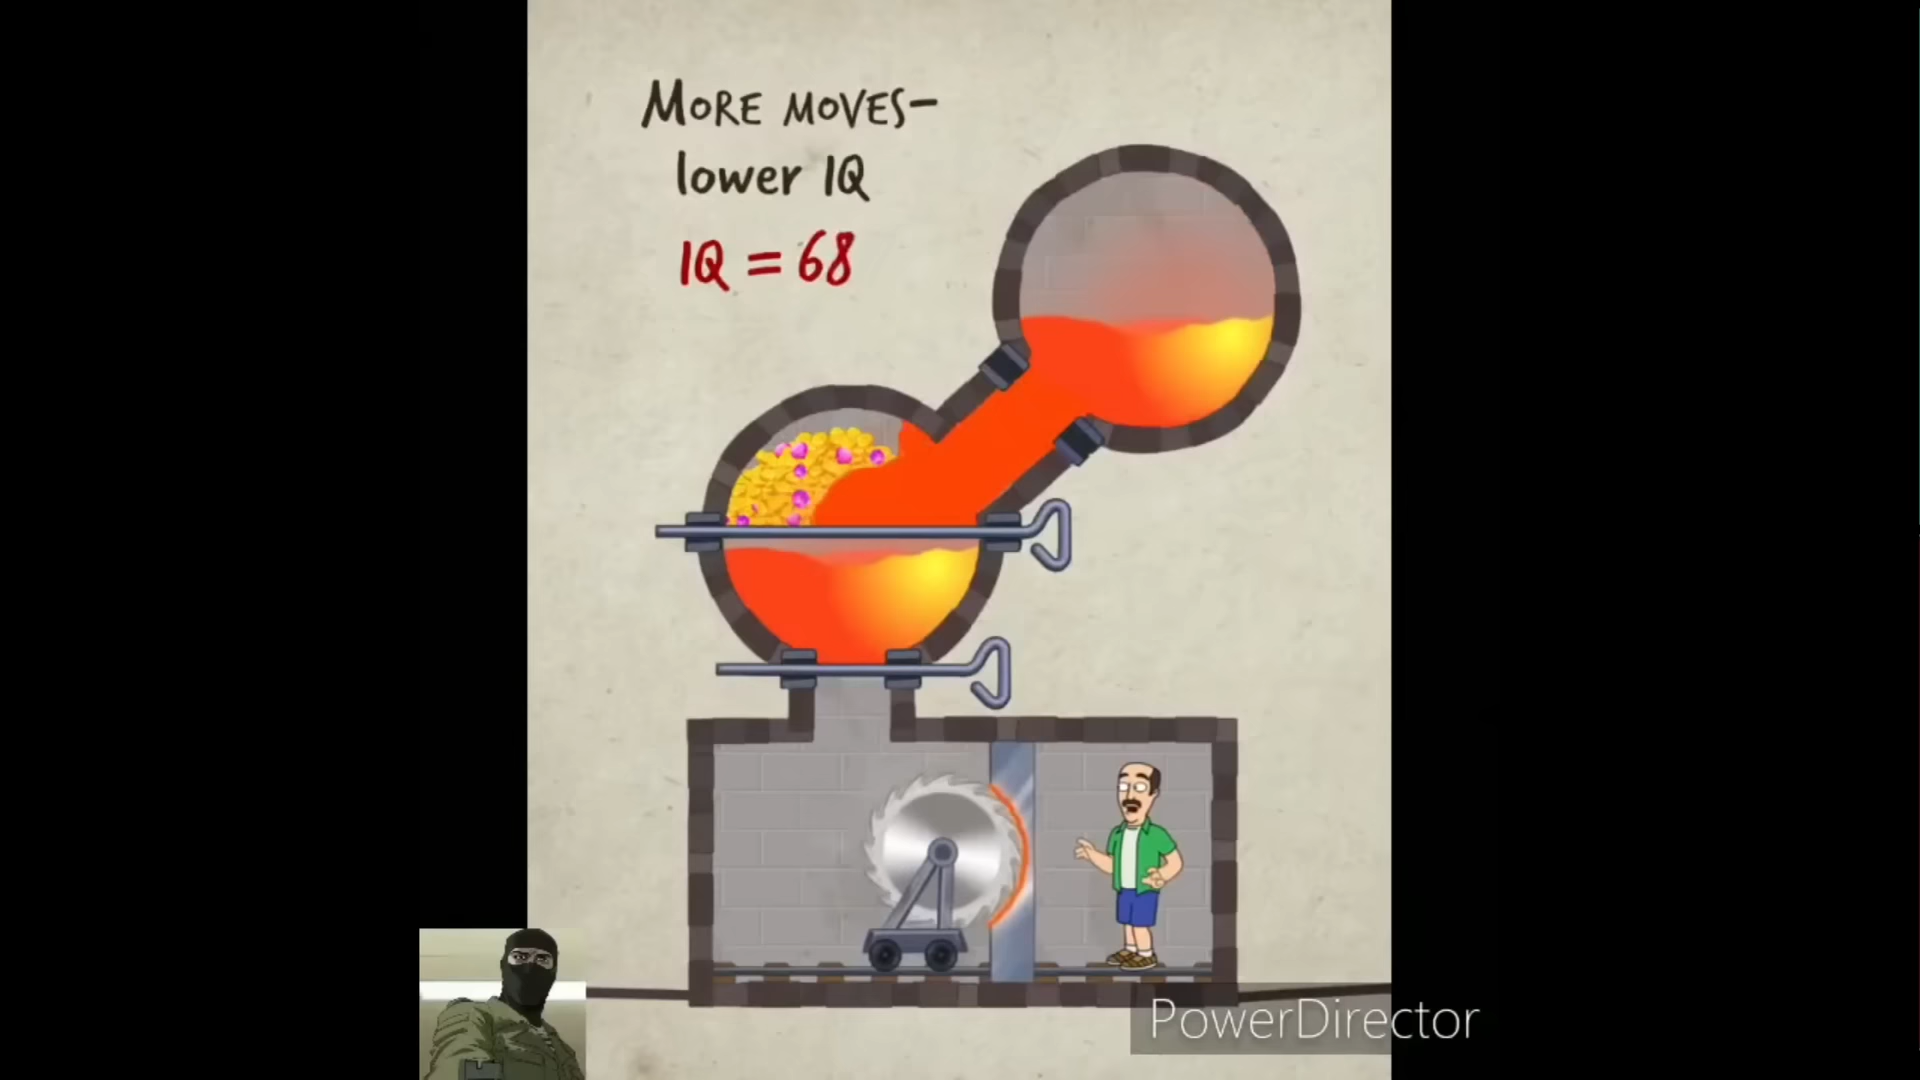 MORE MOVES-
lower IQ
IQ = 68
PowerDirector